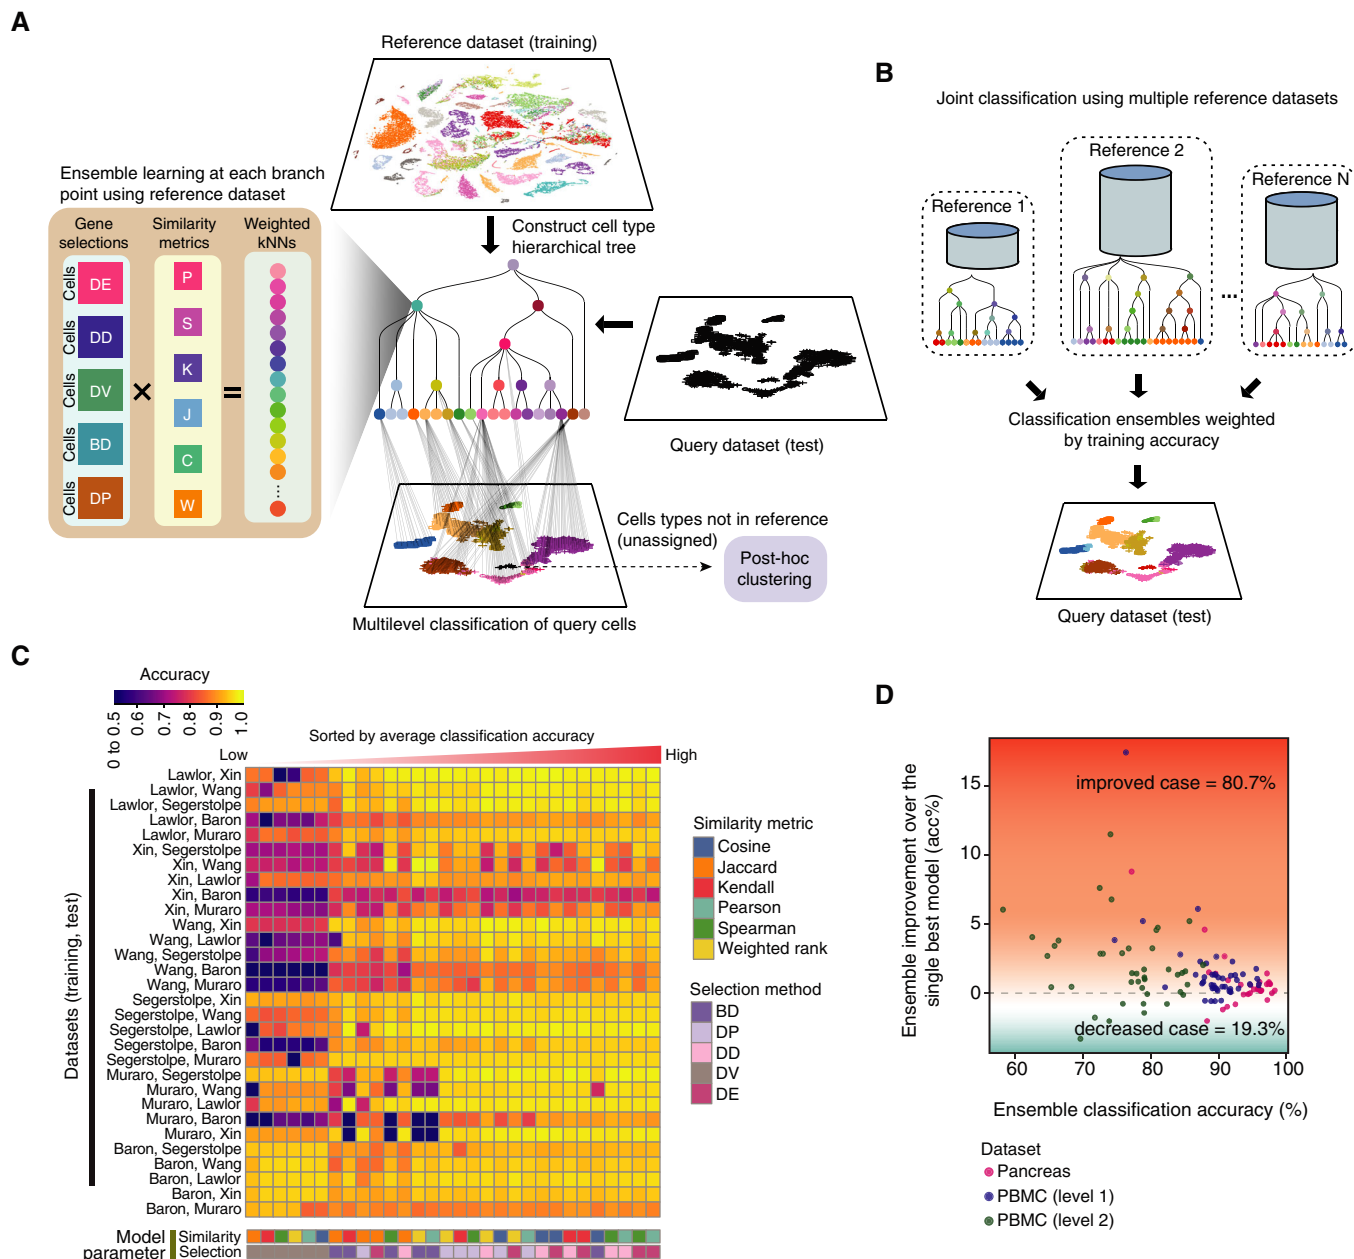 A
Reference dataset (training)
Ensemble learning at each branch
point using reference dataset
Gene
selections
Similarity
metrics
Weighted
kNNs
Cells
DE
Cells
DD
Cells
DV
Cells
BD
Cells
DP
×
P
S
K
J
C
W
=
...
Construct cell type
hierarchical tree
Query dataset (test)
Cells types not in reference
(unassigned)
Post-hoc
clustering
Multilevel classification of query cells
B
Joint classification using multiple reference datasets
Reference 1
Reference 2
...
Reference N
Classification ensembles weighted
by training accuracy
Query dataset (test)
C
Accuracy
0 to 0.5
0.6
0.7
0.8
0.9
1.0
Sorted by average classification accuracy
Low
High
Datasets (training, test)
Lawlor, Xin
Lawlor, Wang
Lawlor, Segerstolpe
Lawlor, Baron
Lawlor, Muraro
Xin, Segerstolpe
Xin, Wang
Xin, Lawlor
Xin, Baron
Xin, Muraro
Wang, Xin
Wang, Lawlor
Wang, Segerstolpe
Wang, Baron
Wang, Muraro
Segerstolpe, Xin
Segerstolpe, Wang
Segerstolpe, Lawlor
Segerstolpe, Baron
Segerstolpe, Muraro
Muraro, Segerstolpe
Muraro, Wang
Muraro, Lawlor
Muraro, Baron
Muraro, Xin
Baron, Segerstolpe
Baron, Wang
Baron, Lawlor
Baron, Xin
Baron, Muraro
Model
parameter
Similarity
Selection
Similarity metric
Cosine
Jaccard
Kendall
Pearson
Spearman
Weighted rank
Selection method
BD
DP
DD
DV
DE
D
Ensemble improvement over the
single best model (acc%)
15
10
5
0
improved case = 80.7%
decreased case = 19.3%
60
70
80
90
100
Ensemble classification accuracy (%)
Dataset
Pancreas
PBMC (level 1)
PBMC (level 2)